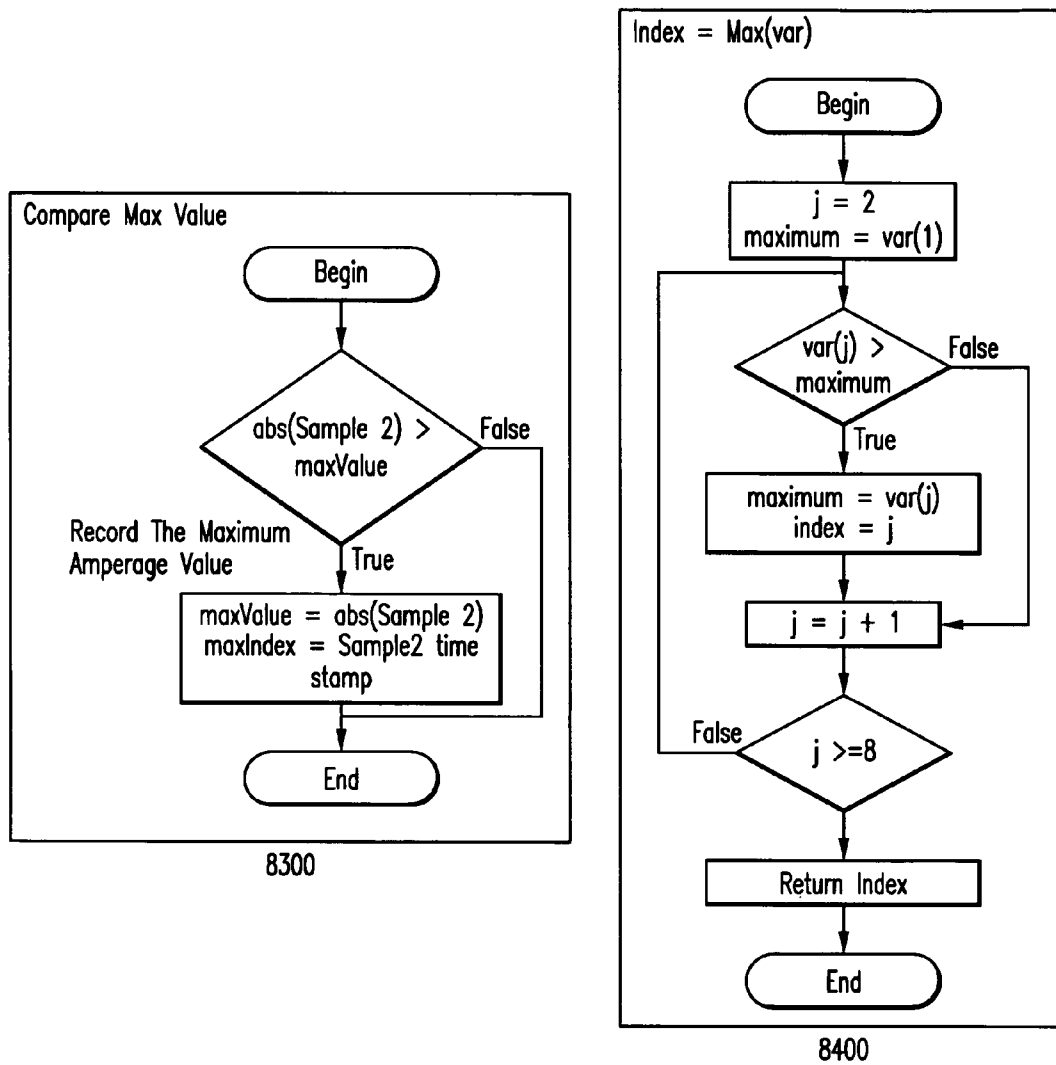 Compare Max Value
Begin
abs(Sample 2) >
maxValue
False
True
Record The Maximum
Amperage Value
maxValue = abs(Sample 2)
maxIndex = Sample2 time
stamp
End
8300
Index = Max(var)
Begin
j = 2
maximum = var(1)
var(j) >
maximum
False
True
maximum = var(j)
index = j
j = j + 1
False
j >=8
Return Index
End
8400